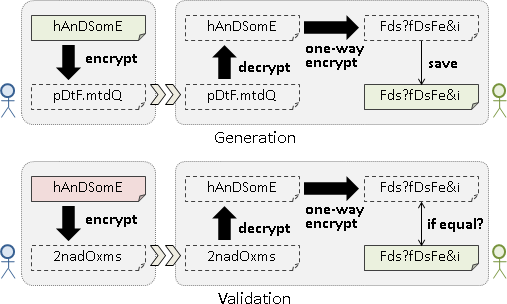 hAnDSomE
hAnDSomE
Fds?fDsFe&i
encrypt
decrypt
one-way
encrypt
save
pDtF.mtdQ
pDtF.mtdQ
Fds?fDsFe&i
Generation
hAnDSomE
hAnDSomE
Fds?fDsFe&i
encrypt
decrypt
one-way
encrypt
if equal?
2nadOxms
2nadOxms
Fds?fDsFe&i
Validation